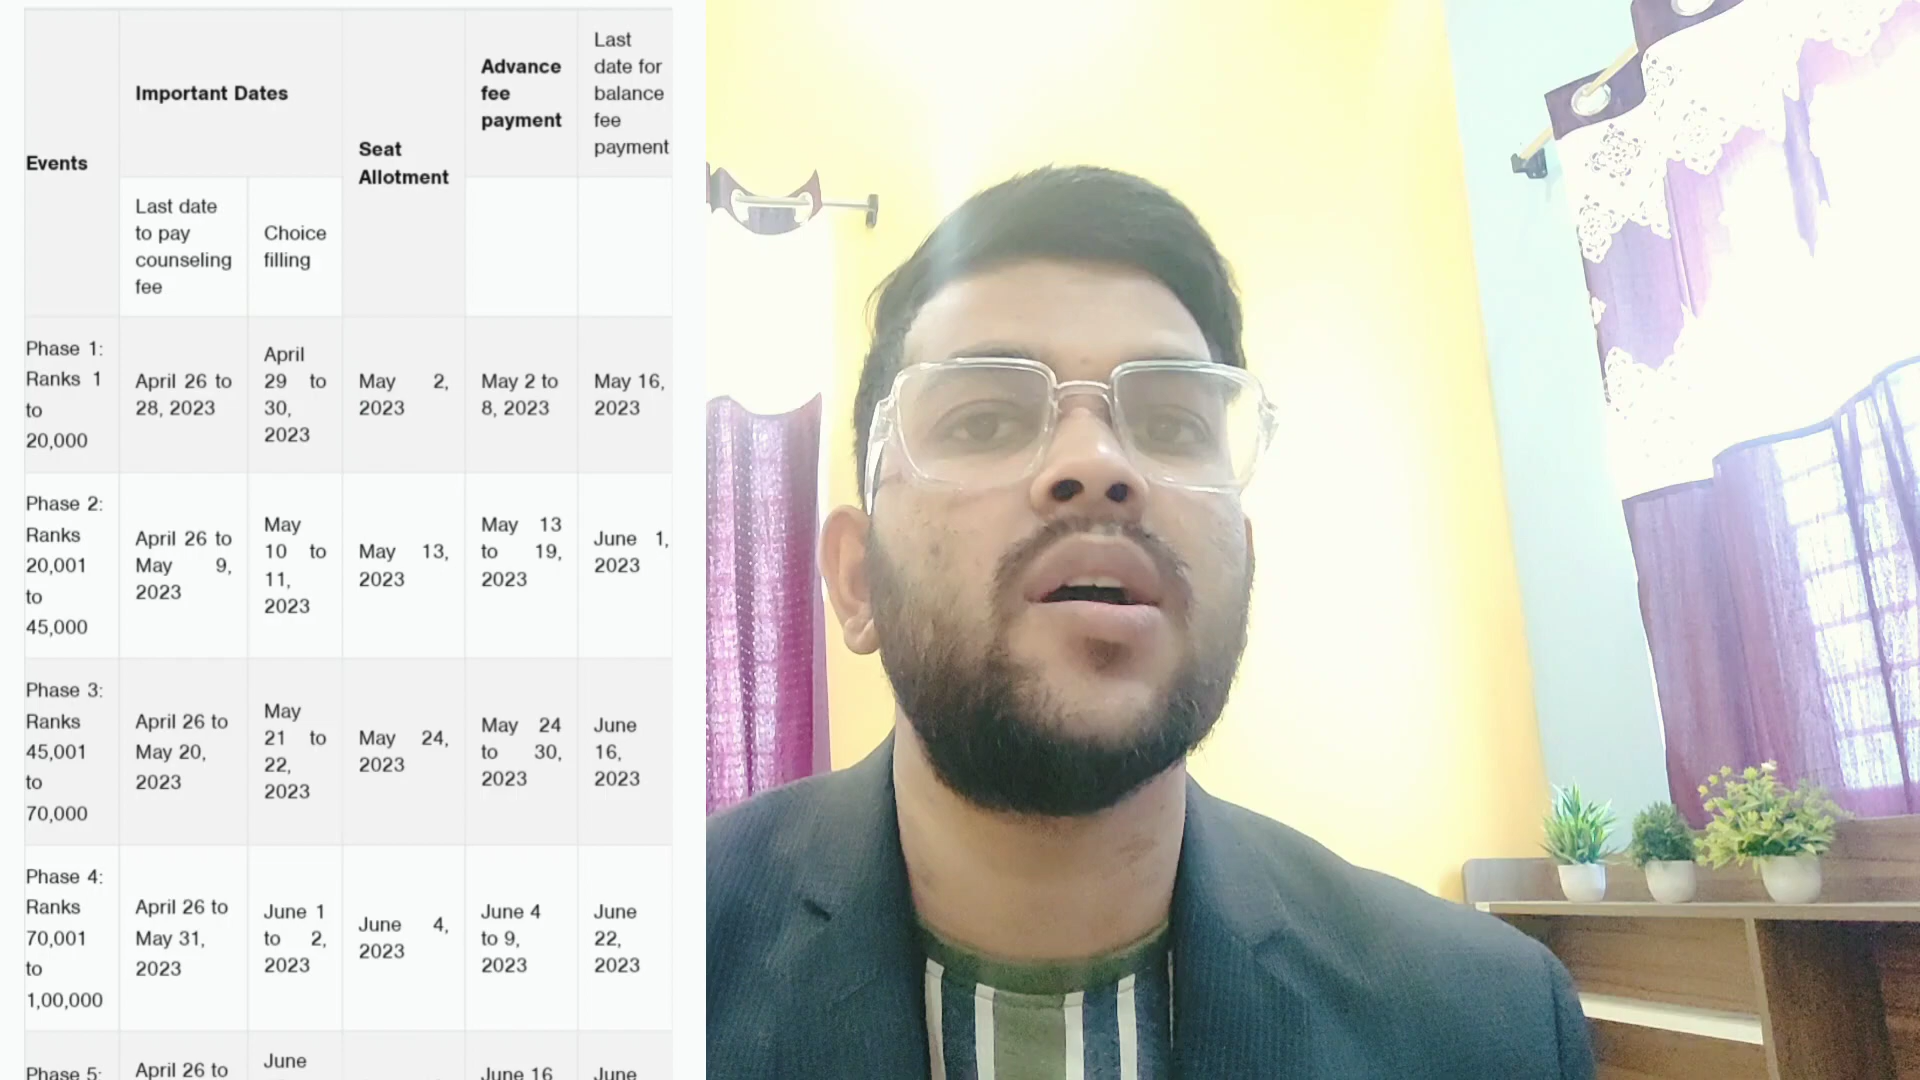 Events
Important Dates
Seat
Allotment
Advance
fee
payment
Last
date for
balance
fee
payment
Last date
to pay
counseling
fee
Choice
filling
Phase 1:
Ranks 1
to
20,000
April 26 to
28, 2023
April
29 to
30,
2023
May 2,
2023
May 2 to
8, 2023
May 16,
2023
Phase 2:
Ranks
20,001
to
45,000
April 26 to
May 9,
2023
May
10 to
11,
2023
May 13,
2023
May 13
to 19,
2023
June 1,
2023
Phase 3:
Ranks
45,001
to
70,000
April 26 to
May 20,
2023
May
21 to
22,
2023
May 24,
2023
May 24
to 30,
2023
June
16,
2023
Phase 4:
Ranks
70,001
to
1,00,000
April 26 to
May 31,
2023
June 1
to 2,
2023
June 4,
2023
June 4
to 9,
2023
June
22,
2023
Phase 5:
April 26 to
June
June 16
June